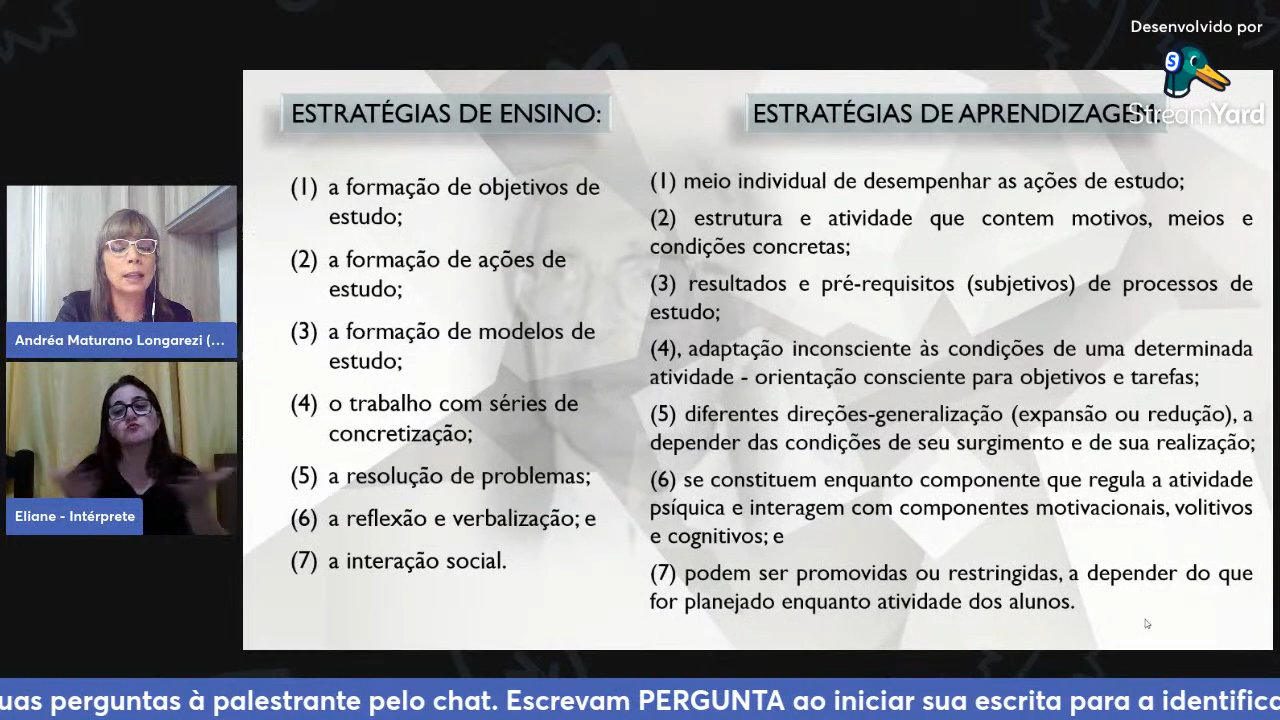 Desenvolvido por
StreamYard
ESTRATÉGIAS DE ENSINO:
(1) a formação de objetivos de
estudo;
(2) a formação de ações de
estudo;
(3) a formação de modelos de
estudo;
(4) o trabalho com séries de
concretização;
(5) a resolução de problemas;
(6) a reflexão e verbalização; e
(7) a interação social.
ESTRATÉGIAS DE APRENDIZAGEM:
(1) meio individual de desempenhar as ações de estudo;
(2) estrutura e atividade que contem motivos, meios e
condições concretas;
(3) resultados e pré-requisitos (subjetivos) de processos de
estudo;
(4), adaptação inconsciente às condições de uma determinada
atividade - orientação consciente para objetivos e tarefas;
(5) diferentes direções-generalização (expansão ou redução), a
depender das condições de seu surgimento e de sua realização;
(6) se constituem enquanto componente que regula a atividade
psíquica e interagem com componentes motivacionais, volitivos
e cognitivos; e
(7) podem ser promovidas ou restringidas, a depender do que
for planejado enquanto atividade dos alunos.
Andréa Maturano Longarezi (...
Eliane - Intérprete
uas perguntas à palestrante pelo chat. Escrevam PERGUNTA ao iniciar sua escrita para a identifica